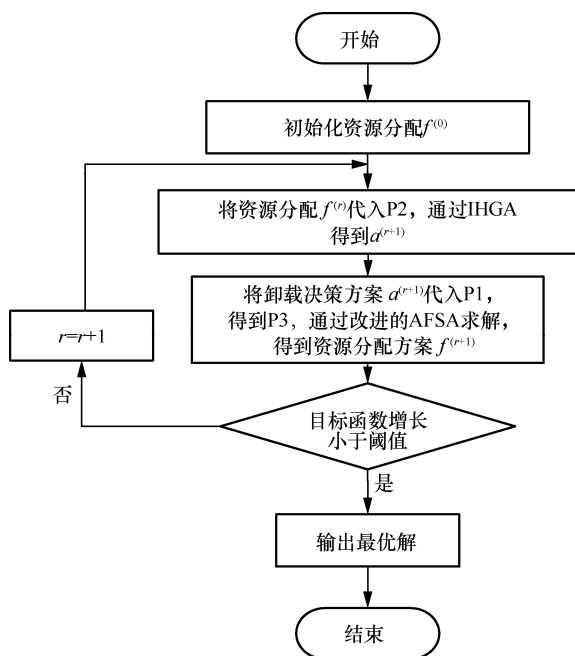 开始
初始化资源分配f⁽⁰⁾
将资源分配 f⁽ʳ⁾代入P2，通过IHGA
得到a⁽ʳ⁺¹⁾
将卸载决策方案 a⁽ʳ⁺¹⁾代入P1，
得到P3，通过改进的AFSA求解，
得到资源分配方案 f⁽ʳ⁺¹⁾
r=r+1
否
目标函数增长
小于阈值
是
输出最优解
结束